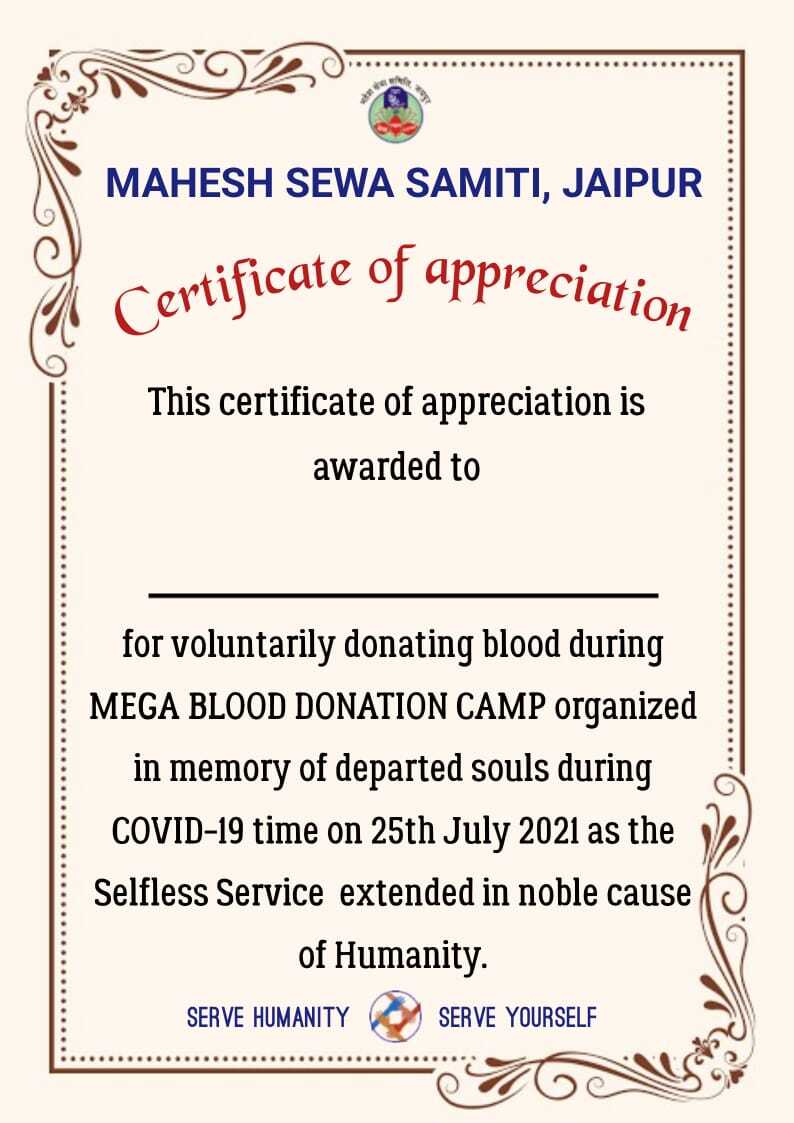 महेश सेवा समिति, जयपुर
MAHESH SEWA SAMITI, JAIPUR
Certificate of appreciation
This certificate of appreciation is
awarded to
for voluntarily donating blood during
MEGA BLOOD DONATION CAMP organized
in memory of departed souls during
COVID-19 time on 25th July 2021 as the
Selfless Service extended in noble cause
of Humanity.
SERVE HUMANITY SERVE YOURSELF